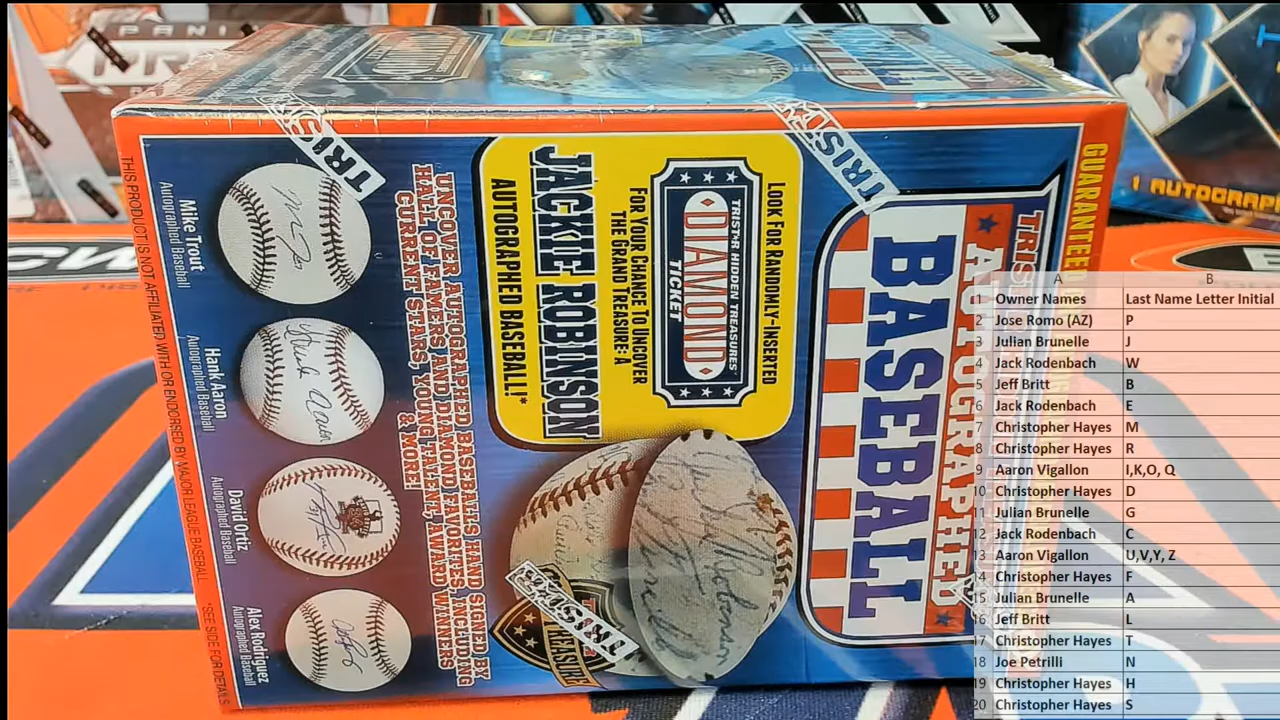 PANINI
GUARANTEED
TRISTAR
AUTOGRAPHED
BASEBALL
LOOK FOR RANDOMLY-INSERTED
TRISTAR HIDDEN TREASURES
DIAMOND
TICKET
FOR YOUR CHANCE TO UNCOVER
THE GRAND TREASURE: A
JACKIE ROBINSON
AUTOGRAPHED BASEBALL!*
UNCOVER AUTOGRAPHED BASEBALLS HAND SIGNED BY
HALL OF FAMERS AND DIAMOND FAVORITES, INCLUDING
CURRENT STARS, YOUNG TALENT, AWARD WINNERS
& MORE!
Mike Trout
Autographed Baseball
Hank Aaron
Autographed Baseball
David Ortiz
Autographed Baseball
Alex Rodriguez
Autographed Baseball
THIS PRODUCT IS NOT AFFILIATED WITH OR ENDORSED BY MAJOR LEAGUE BASEBALL
*SEE SIDE FOR DETAILS
TRISTAR
TRISTAR
TRISTAR
TREASURE
1 AUTOGRAPH
A B
1 Owner Names Last Name Letter Initial
2 Jose Romo (AZ) P
3 Julian Brunelle J
4 Jack Rodenbach W
5 Jeff Britt B
6 Jack Rodenbach E
7 Christopher Hayes M
8 Christopher Hayes R
9 Aaron Vigallon I,K,O, Q
10 Christopher Hayes D
11 Julian Brunelle G
12 Jack Rodenbach C
13 Aaron Vigallon U,V,Y, Z
14 Christopher Hayes F
15 Julian Brunelle A
16 Jeff Britt L
17 Christopher Hayes T
18 Joe Petrilli N
19 Christopher Hayes H
20 Christopher Hayes S